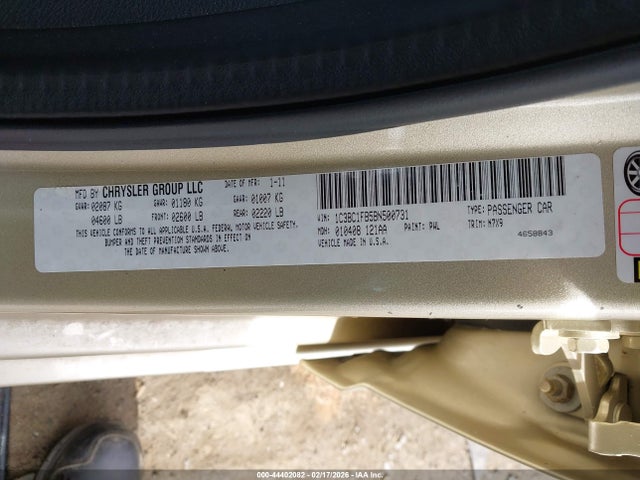 MFD BY CHRYSLER GROUP LLC DATE OF MFR: 1-11
GVWR: 02087 KG GAWR: 01180 KG GAWR: 01007 KG
04600 LB FRONT: 02600 LB REAR: 02220 LB
THIS VEHICLE CONFORMS TO ALL APPLICABLE FEDERAL MOTOR VEHICLE SAFETY,
BUMPER AND THEFT PREVENTION STANDARDS IN EFFECT ON
THE DATE OF MANUFACTURE SHOWN ABOVE.
VIN: 1C3BC1FB5BN500731 TYPE: PASSENGER CAR
MDH: 010408 121AA PAINT: PWL TRIM: N7X9
MADE IN U.S.A. 4658843
000-44402082 - 02/17/2026 - IAA Inc.